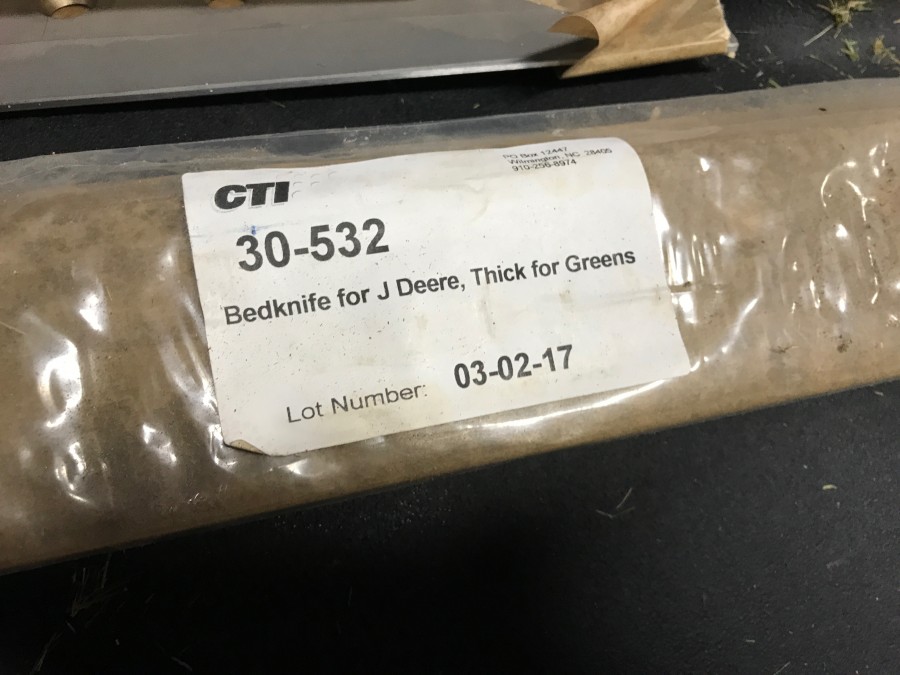 PO Box 12447
Wilmington, NC 28405
910-256-8974
CTI
30-532
Bedknife for J Deere, Thick for Greens
Lot Number: 03-02-17